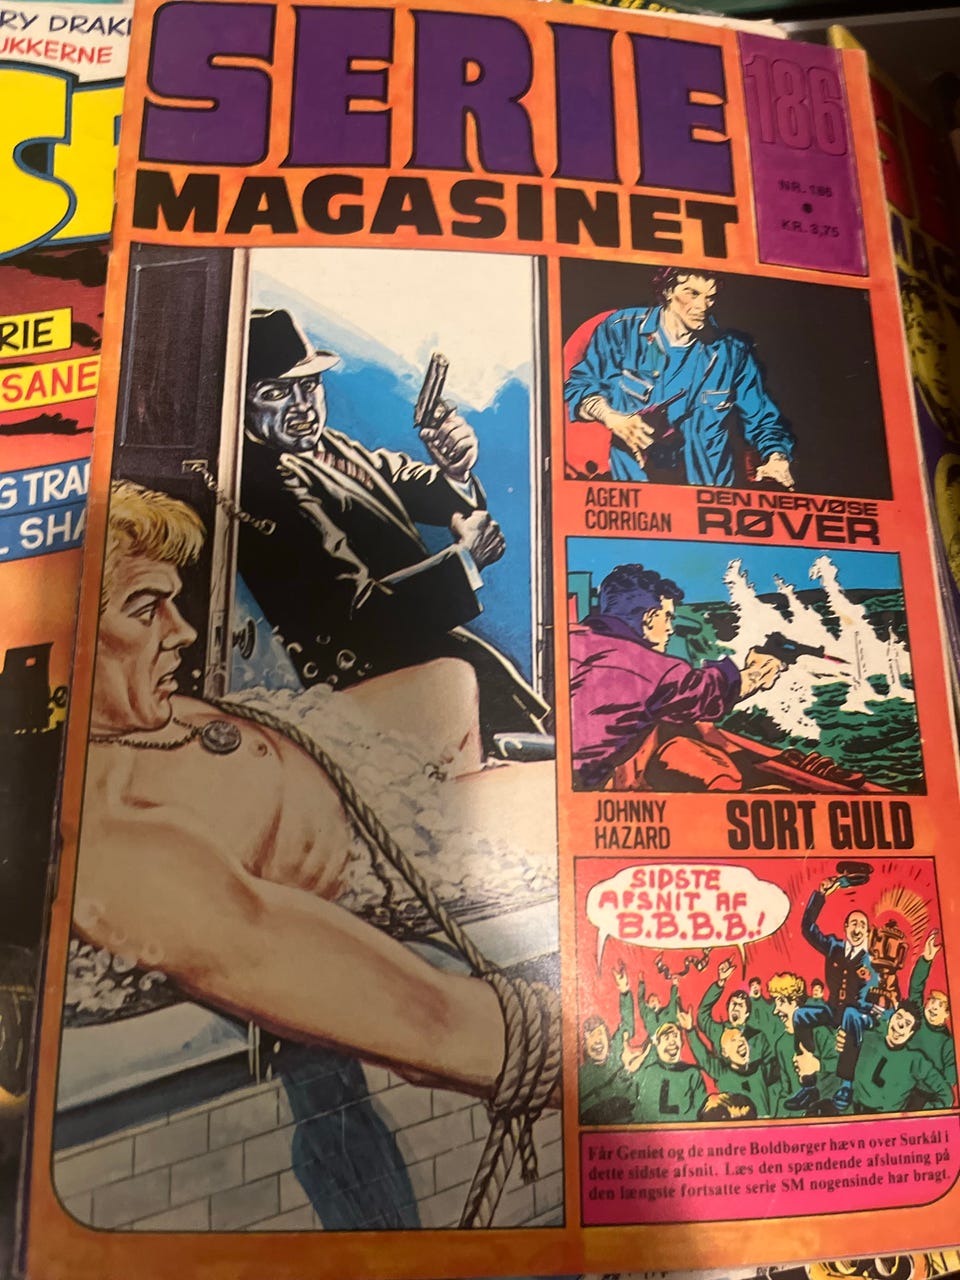 SERIE
MAGASINET
186
NR. 186
KR. 3,75
AGENT
CORRIGAN
DEN NERVØSE
RØVER
JOHNNY
HAZARD
SORT GULD
SIDSTE
AFSNIT AF
B.B.B.B.!
L
L
Får Geniet og de andre Boldbørger hævn over Surkål i
dette sidste afsnit. Læs den spændende afslutning på
den længste fortsatte serie SM nogensinde har bragt.
RY DRAK
UKKERNE
RIE
SANE
G TRA
SHA